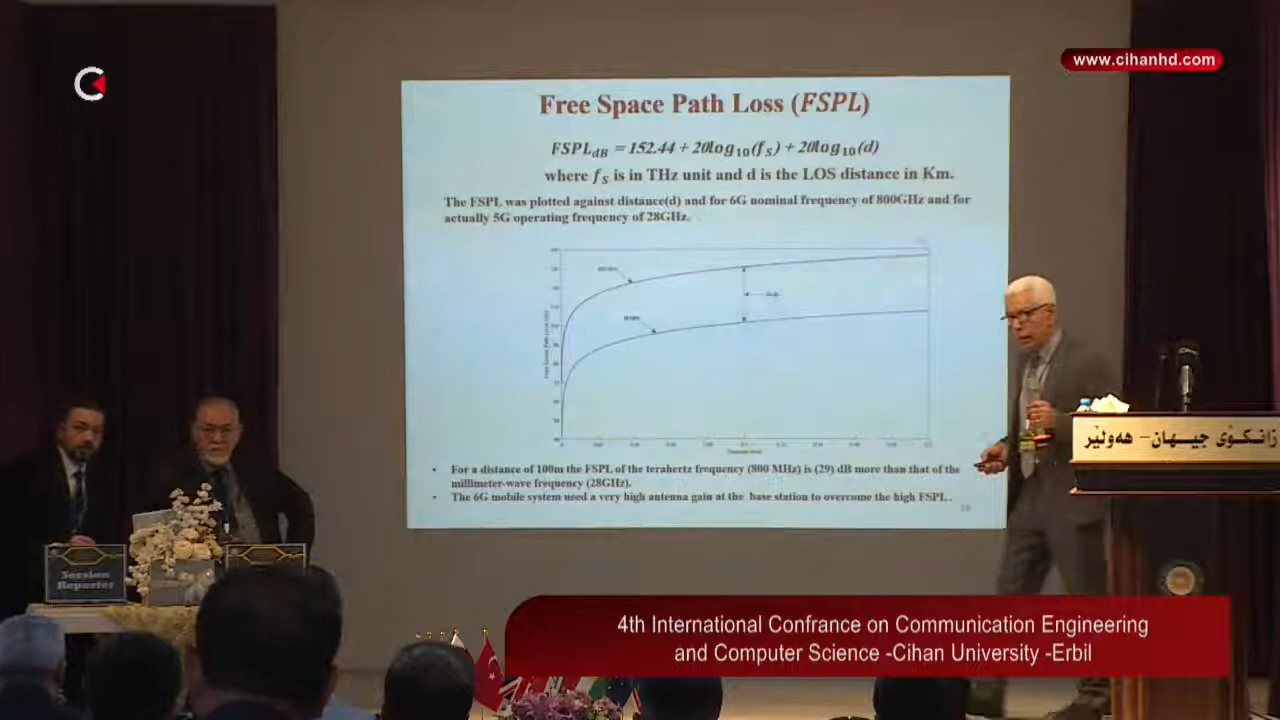 www.cihanhd.com
Free Space Path Loss (FSPL)
FSPL_dB = 152.44 + 20log10(f_S) + 20log10(d)
where f_S is in THz unit and d is the LOS distance in Km.
The FSPL was plotted against distance(d) and for 6G nominal frequency of 800GHz and for
actually 5G operating frequency of 28GHz.
• For a distance of 100m the FSPL of the terahertz frequency (800 MHz) is (29) dB more than that of the
millimeter-wave frequency (28GHz).
• The 6G mobile system need a very high antenna gain at the base station to overcome the high FSPL.
زانكۆی جیهان - هەولێر
Session
Reporter
4th International Confrance on Communication Engineering
and Computer Science -Cihan University -Erbil